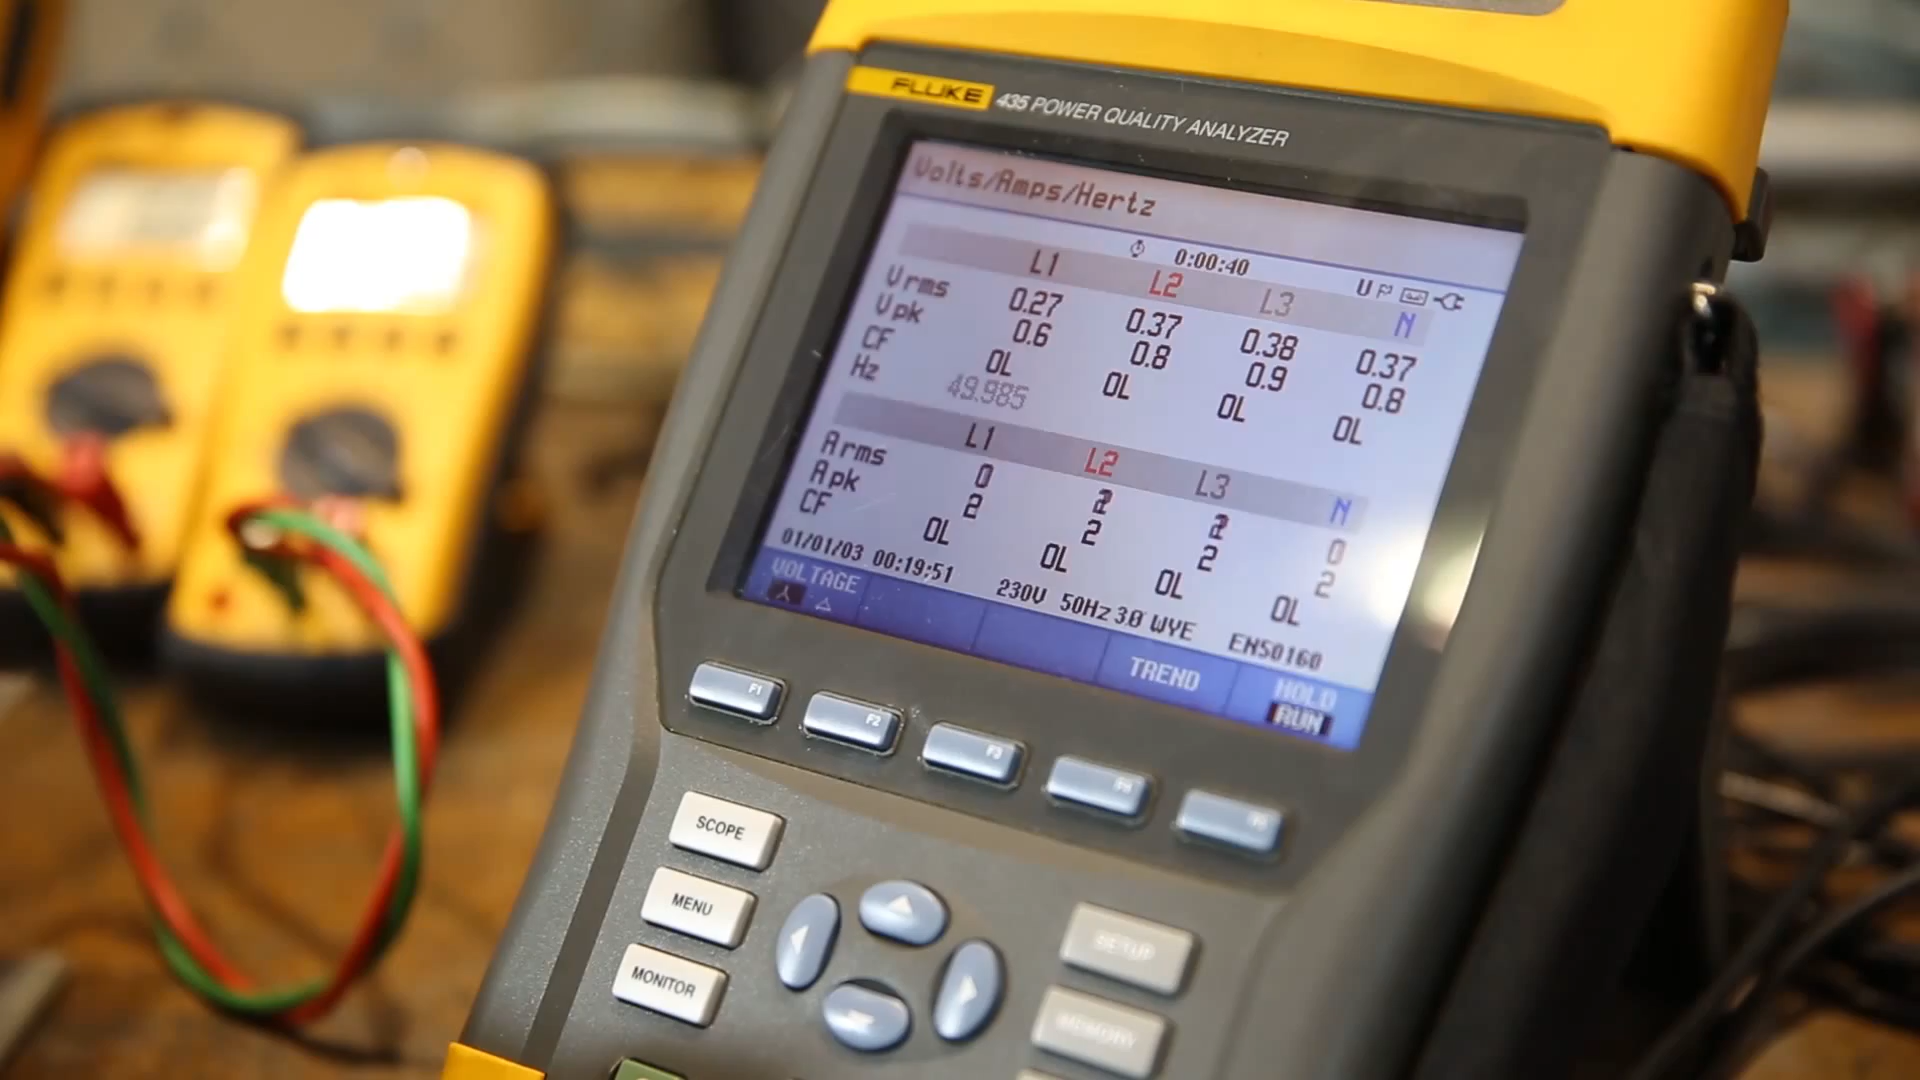 FLUKE 435 POWER QUALITY ANALYZER
Volts/Amps/Hertz
0:00:40
U
L1 L2 L3 N
Vrms 0.27 0.37 0.38 0.37
Vpk 0.6 0.8 0.9 0.8
CF OL OL OL OL
Hz 49.985
L1 L2 L3 N
Arms 0 0
Apk 2 2 2 2
CF OL OL OL OL
01/01/03 00:19:51 230V 50Hz 3Ø WYE EN50160
VOLTAGE TREND HOLD
RUN
F1 F2 F3 F4
SCOPE
MENU SETUP
MONITOR MEMORY